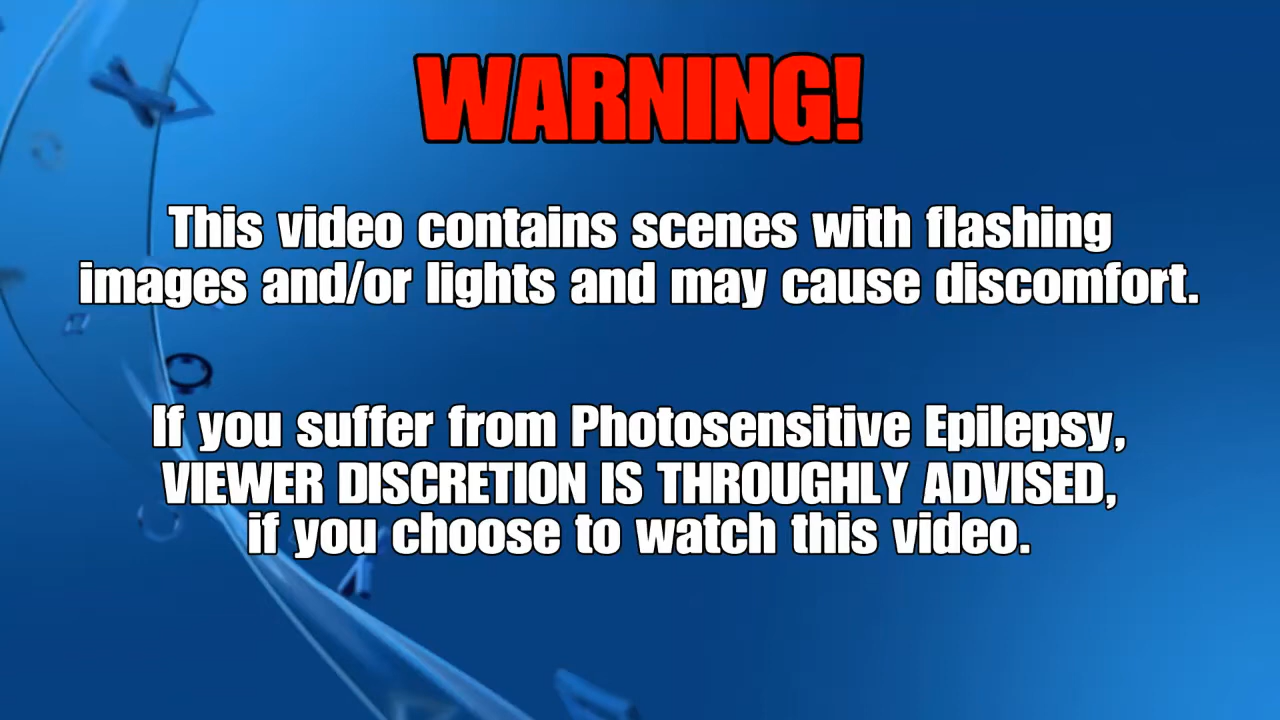 WARNING!
This video contains scenes with flashing
images and/or lights and may cause discomfort.
If you suffer from Photosensitive Epilepsy,
VIEWER DISCRETION IS THROUGHLY ADVISED,
if you choose to watch this video.